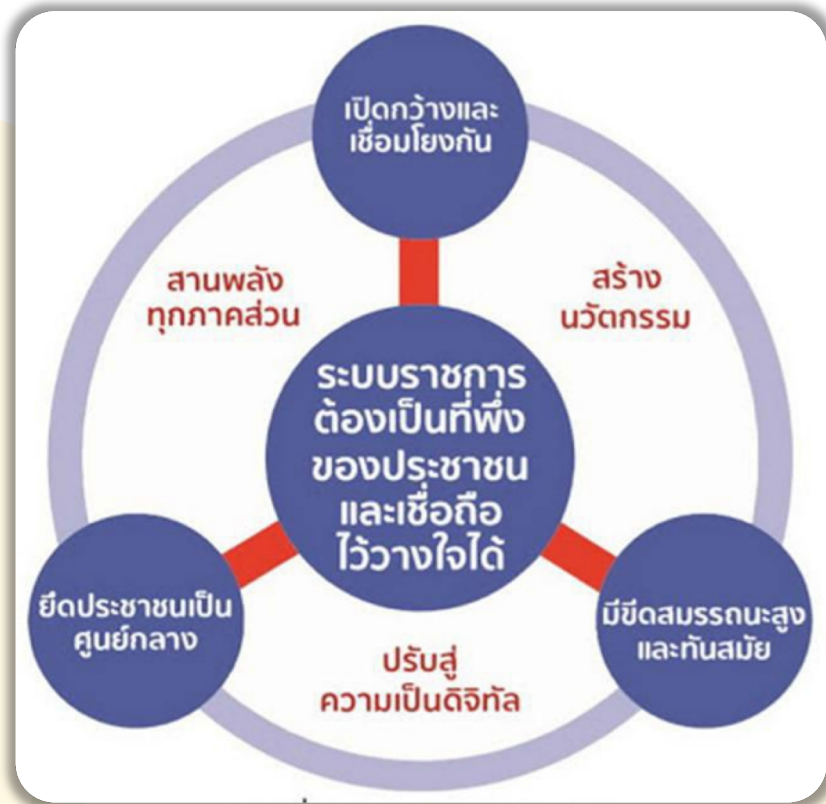 เปิดกว้างและ
เชื่อมโยงกัน
สานพลัง
ทุกภาคส่วน
สร้าง
นวัตกรรม
ระบบราชการ
ต้องเป็นที่พึ่ง
ของประชาชน
และเชื่อถือ
ไว้วางใจได้
ยึดประชาชนเป็น
ศูนย์กลาง
มีขีดสมรรถนะสูง
และทันสมัย
ปรับสู่
ความเป็นดิจิทัล